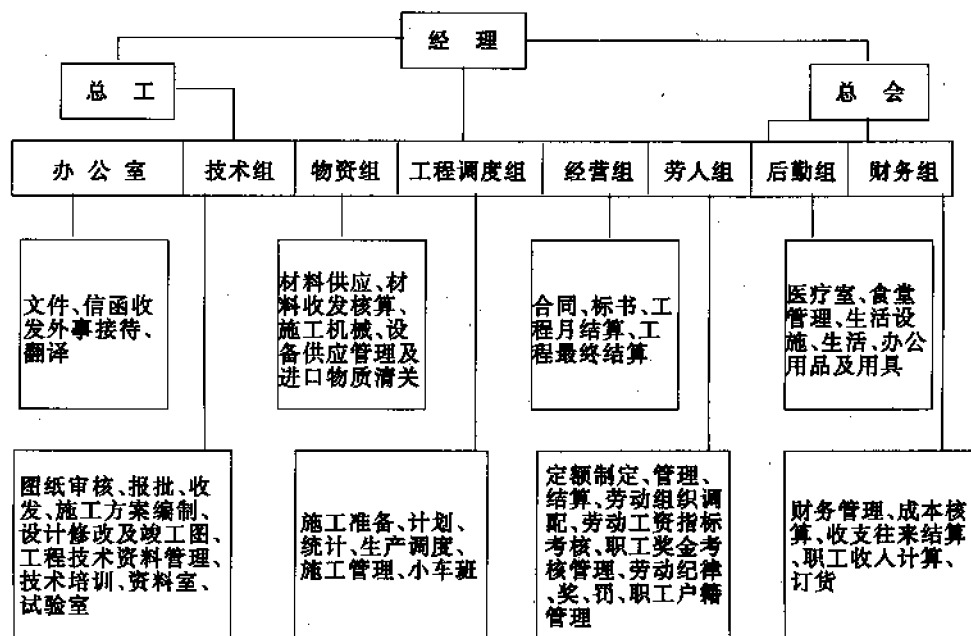 经 理
总 工
总 会
办 公 室
技术组
物资组
工程调度组
经营组
劳人组
后勤组
财务组
文件、信函收
发外事接待、
翻译
材料供应、材
料收发核算、
施工机械、设
备供应管理及
进口物质清关
合同、标书、工
程月结算、工
程最终结算
医疗室、食堂
管理、生活设
施、生活、办公
用品及用具
图纸审核、报批、收
发、施工方案编制、
设计修改及竣工图、
工程技术资料管理、
技术培训、资料室、
试验室
施工准备、计划、
统计、生产调度、
施工管理、小车班
定额制定、管理、
结算、劳动组织调
配、劳动工资指标
考核、职工奖金考
核管理、劳动纪律
、奖、罚、职工户籍
管理
财务管理、成本核
算、收支往来结算
、职工收人计算、
订货